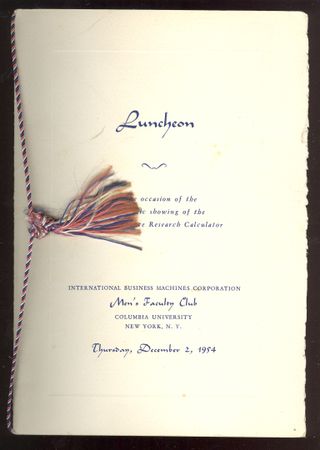 Luncheon
occasion of the
showing of the
Research Calculator
INTERNATIONAL BUSINESS MACHINES CORPORATION
Men's Faculty Club
COLUMBIA UNIVERSITY
NEW YORK, N. Y.
Thursday, December 2, 1954